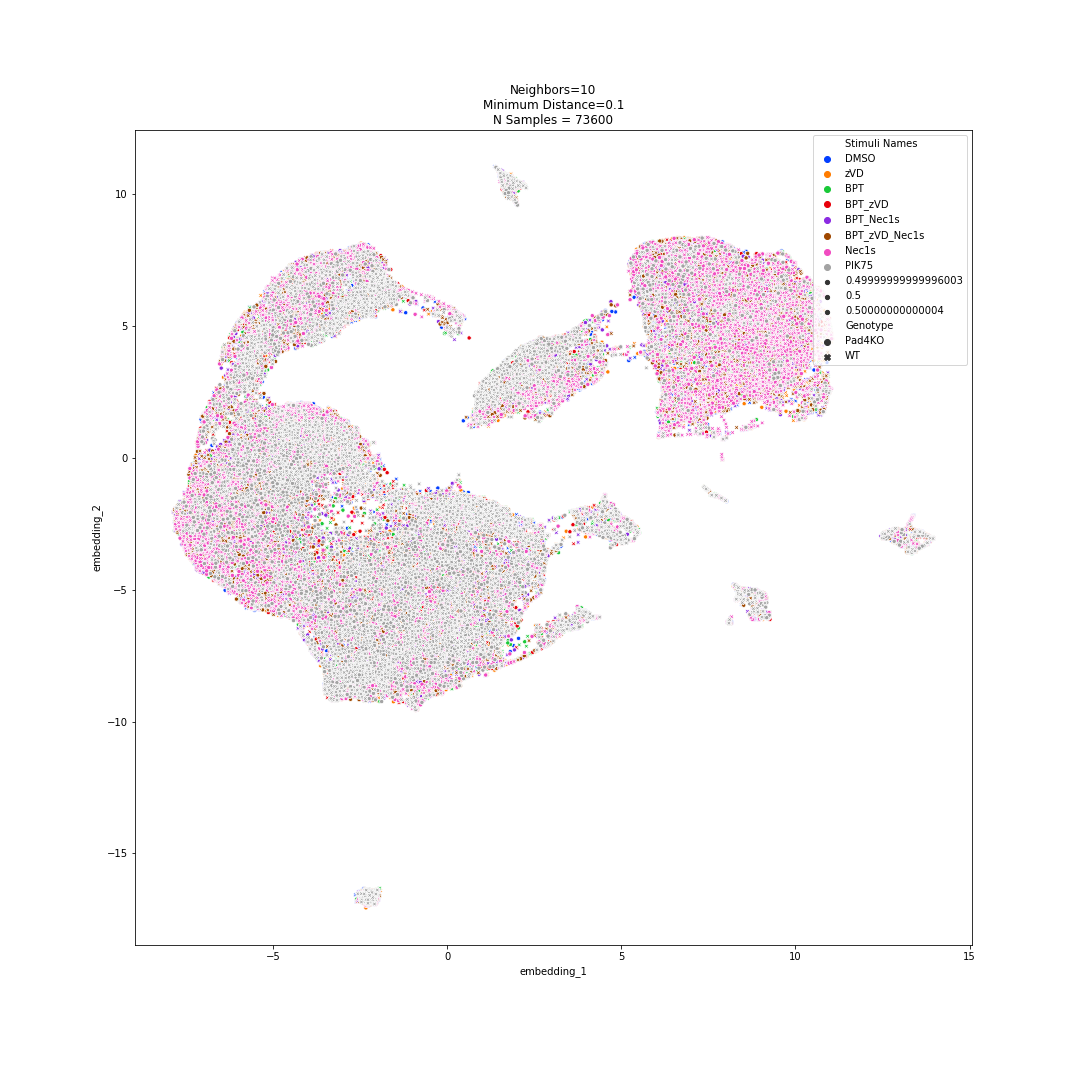 Neighbors=10
Minimum Distance=0.1
N Samples = 73600
Stimuli Names
DMSO
zVD
BPT
BPT_zVD
BPT_Nec1s
BPT_zVD_Nec1s
Nec1s
PIK75
0.49999999999996003
0.5
0.50000000000004
Genotype
Pad4KO
WT
10
5
0
−5
−10
−15
embedding_2
−5
0
5
10
15
embedding_1